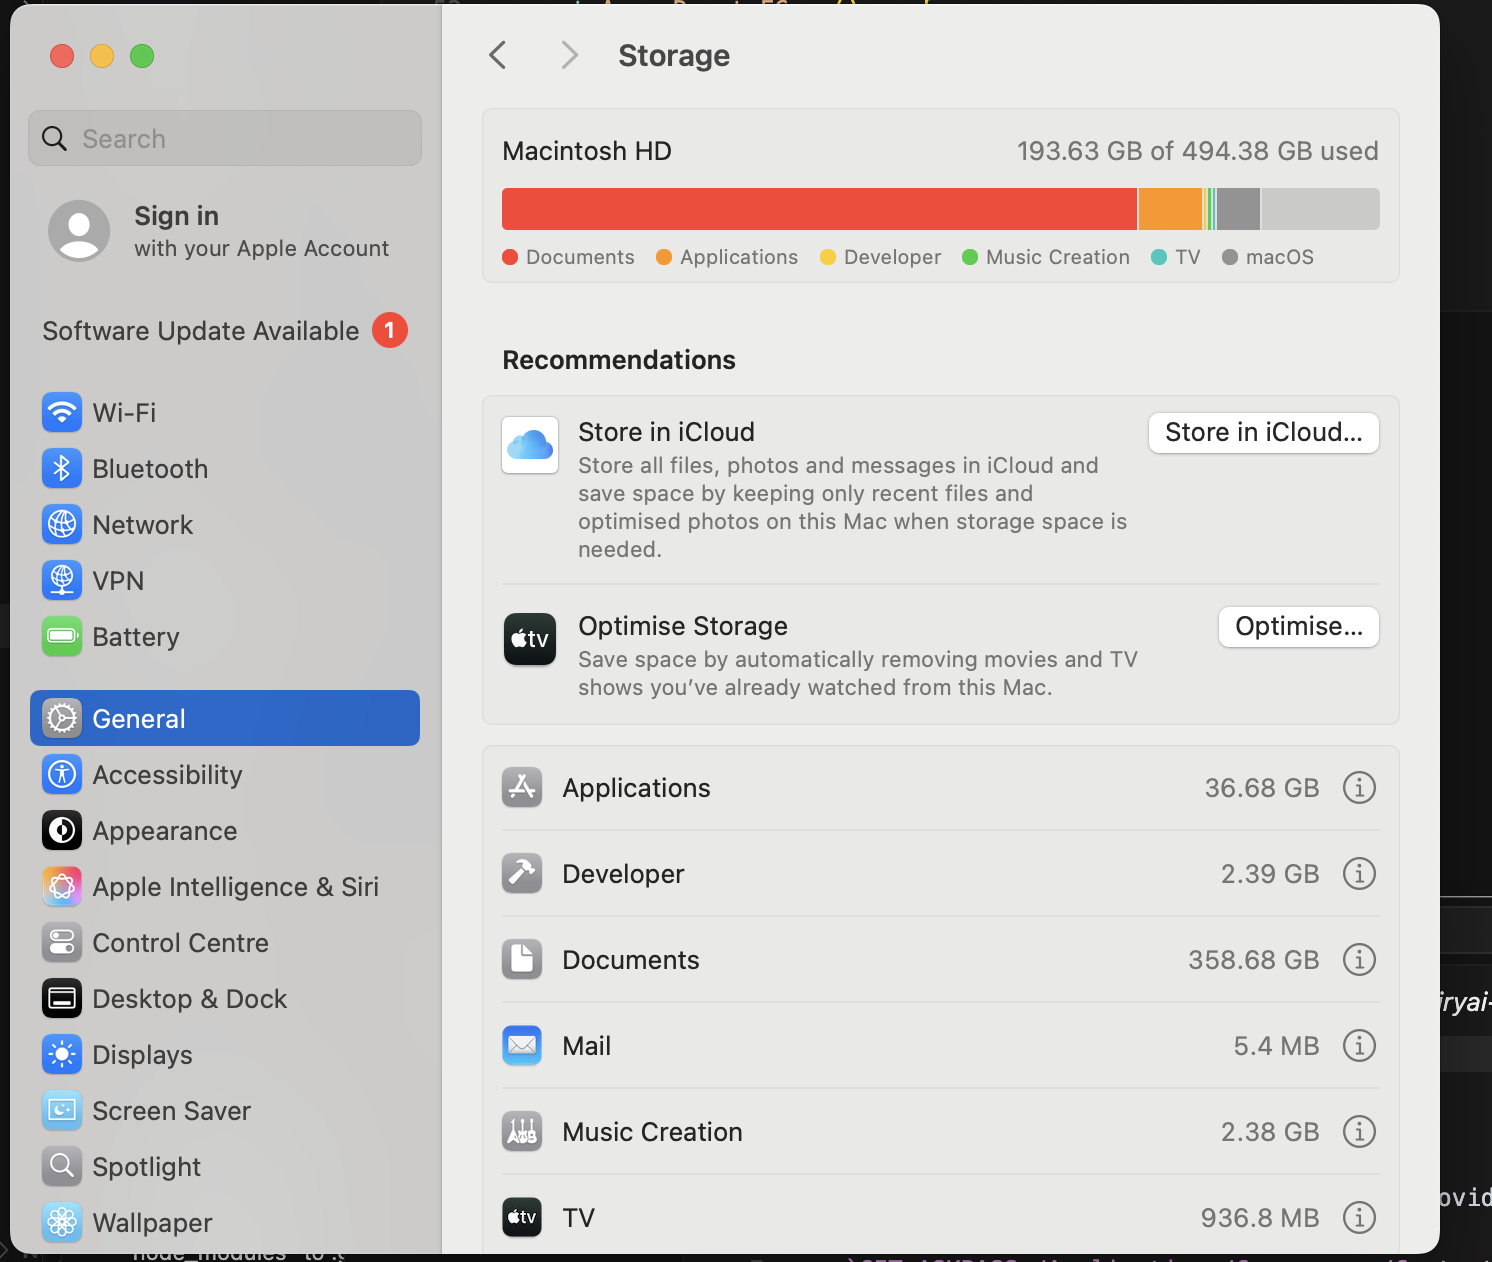 Storage
Search
Sign in
with your Apple Account
Software Update Available 1
Wi-Fi
Bluetooth
Network
VPN
Battery
General
Accessibility
Appearance
Apple Intelligence & Siri
Control Centre
Desktop & Dock
Displays
Screen Saver
Spotlight
Wallpaper
Macintosh HD 193.63 GB of 494.38 GB used
Documents Applications Developer Music Creation TV macOS
Recommendations
Store in iCloud Store in iCloud...
Store all files, photos and messages in iCloud and
save space by keeping only recent files and
optimised photos on this Mac when storage space is
needed.
tv
Optimise Storage Optimise...
Save space by automatically removing movies and TV
shows you’ve already watched from this Mac.
Applications 36.68 GB
Developer 2.39 GB
Documents 358.68 GB
Mail 5.4 MB
Music Creation 2.38 GB
tv TV 936.8 MB
iryai-
ovid